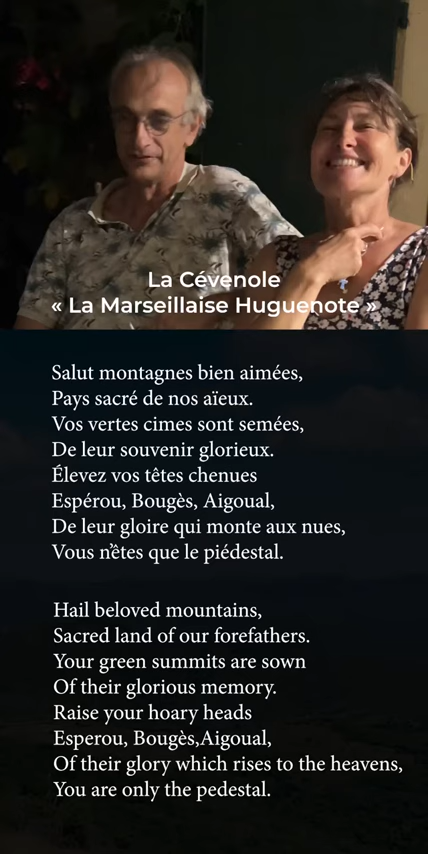 La Cévenole
« La Marseillaise Huguenote »
Salut montagnes bien aimées,
Pays sacré de nos aïeux.
Vos vertes cimes sont semées,
De leur souvenir glorieux.
Élevez vos têtes chenues
Espérou, Bougès, Aigoual,
De leur gloire qui monte aux nues,
Vous n'êtes que le piédestal.
Hail beloved mountains,
Sacred land of our forefathers.
Your green summits are sown
Of their glorious memory.
Raise your hoary heads
Esperou, Bougès,Aigoual,
Of their glory which rises to the heavens,
You are only the pedestal.